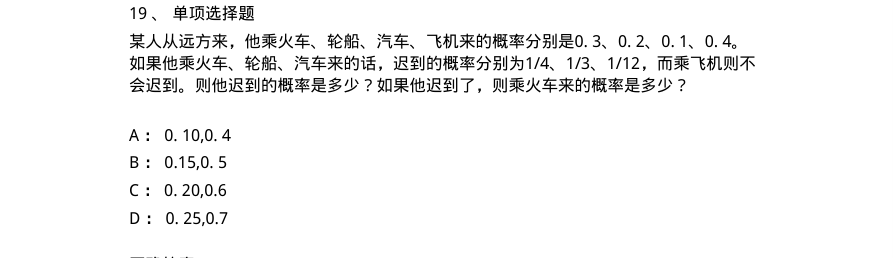 19 、 单项选择题
某人从远方来，他乘火车、轮船、汽车、飞机来的概率分别是0. 3、0. 2、0. 1、0. 4。
如果他乘火车、轮船、汽车来的话，迟到的概率分别为1/4、1/3、1/12，而乘飞机则不
会迟到。则他迟到的概率是多少？如果他迟到了，则乘火车来的概率是多少？
A： 0. 10,0. 4
B： 0.15,0. 5
C： 0. 20,0.6
D： 0. 25,0.7